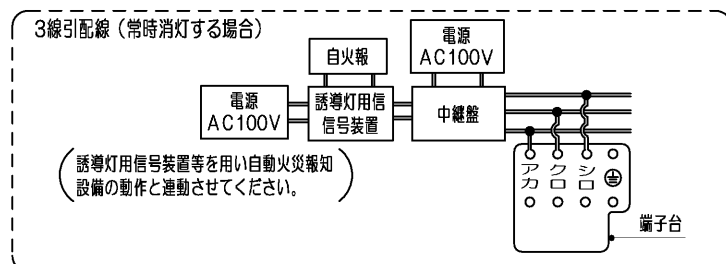 3線引配線（常時消灯する場合）
自火報
電源
AC100V
電源
AC100V
誘導灯用信
信号装置
中継盤
誘導灯用信号装置等を用い自動火災報知
設備の動作と連動させてください。
アカ
クロ
シロ
端子台